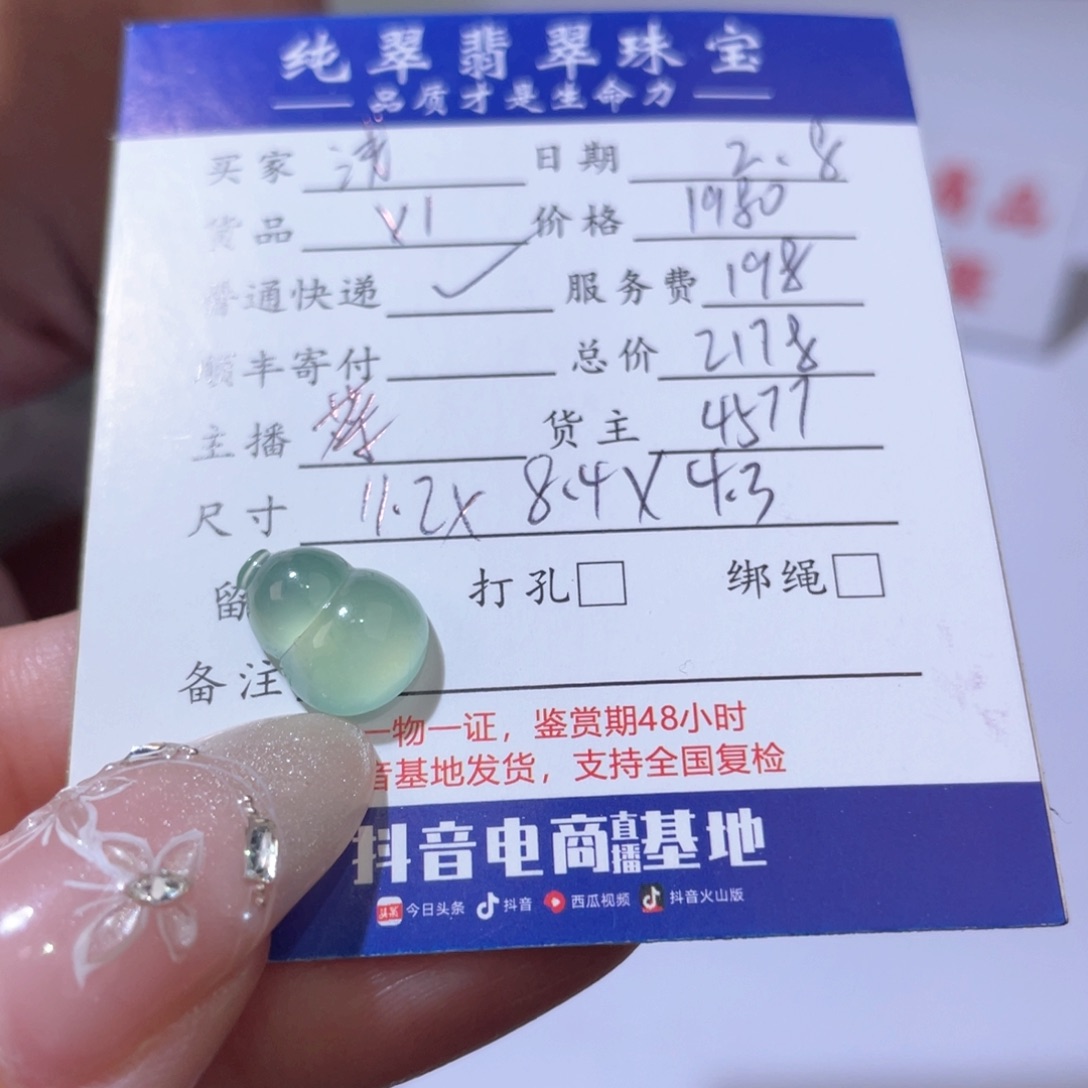 纯翠翡翠珠宝
品质才是生命力
买家 日期 2.8
货品 x1 价格 1980
普通快递 ✓ 服务费 198
顺丰寄付 总价 2178
主播 货主 4577
尺寸 11.2x 8.4x4.3
留 打孔□ 绑绳□
备注
一物一证，鉴赏期48小时
音基地发货，支持全国复检
抖音电商直播基地
头条 今日头条 抖音 西瓜视频 抖音火山版